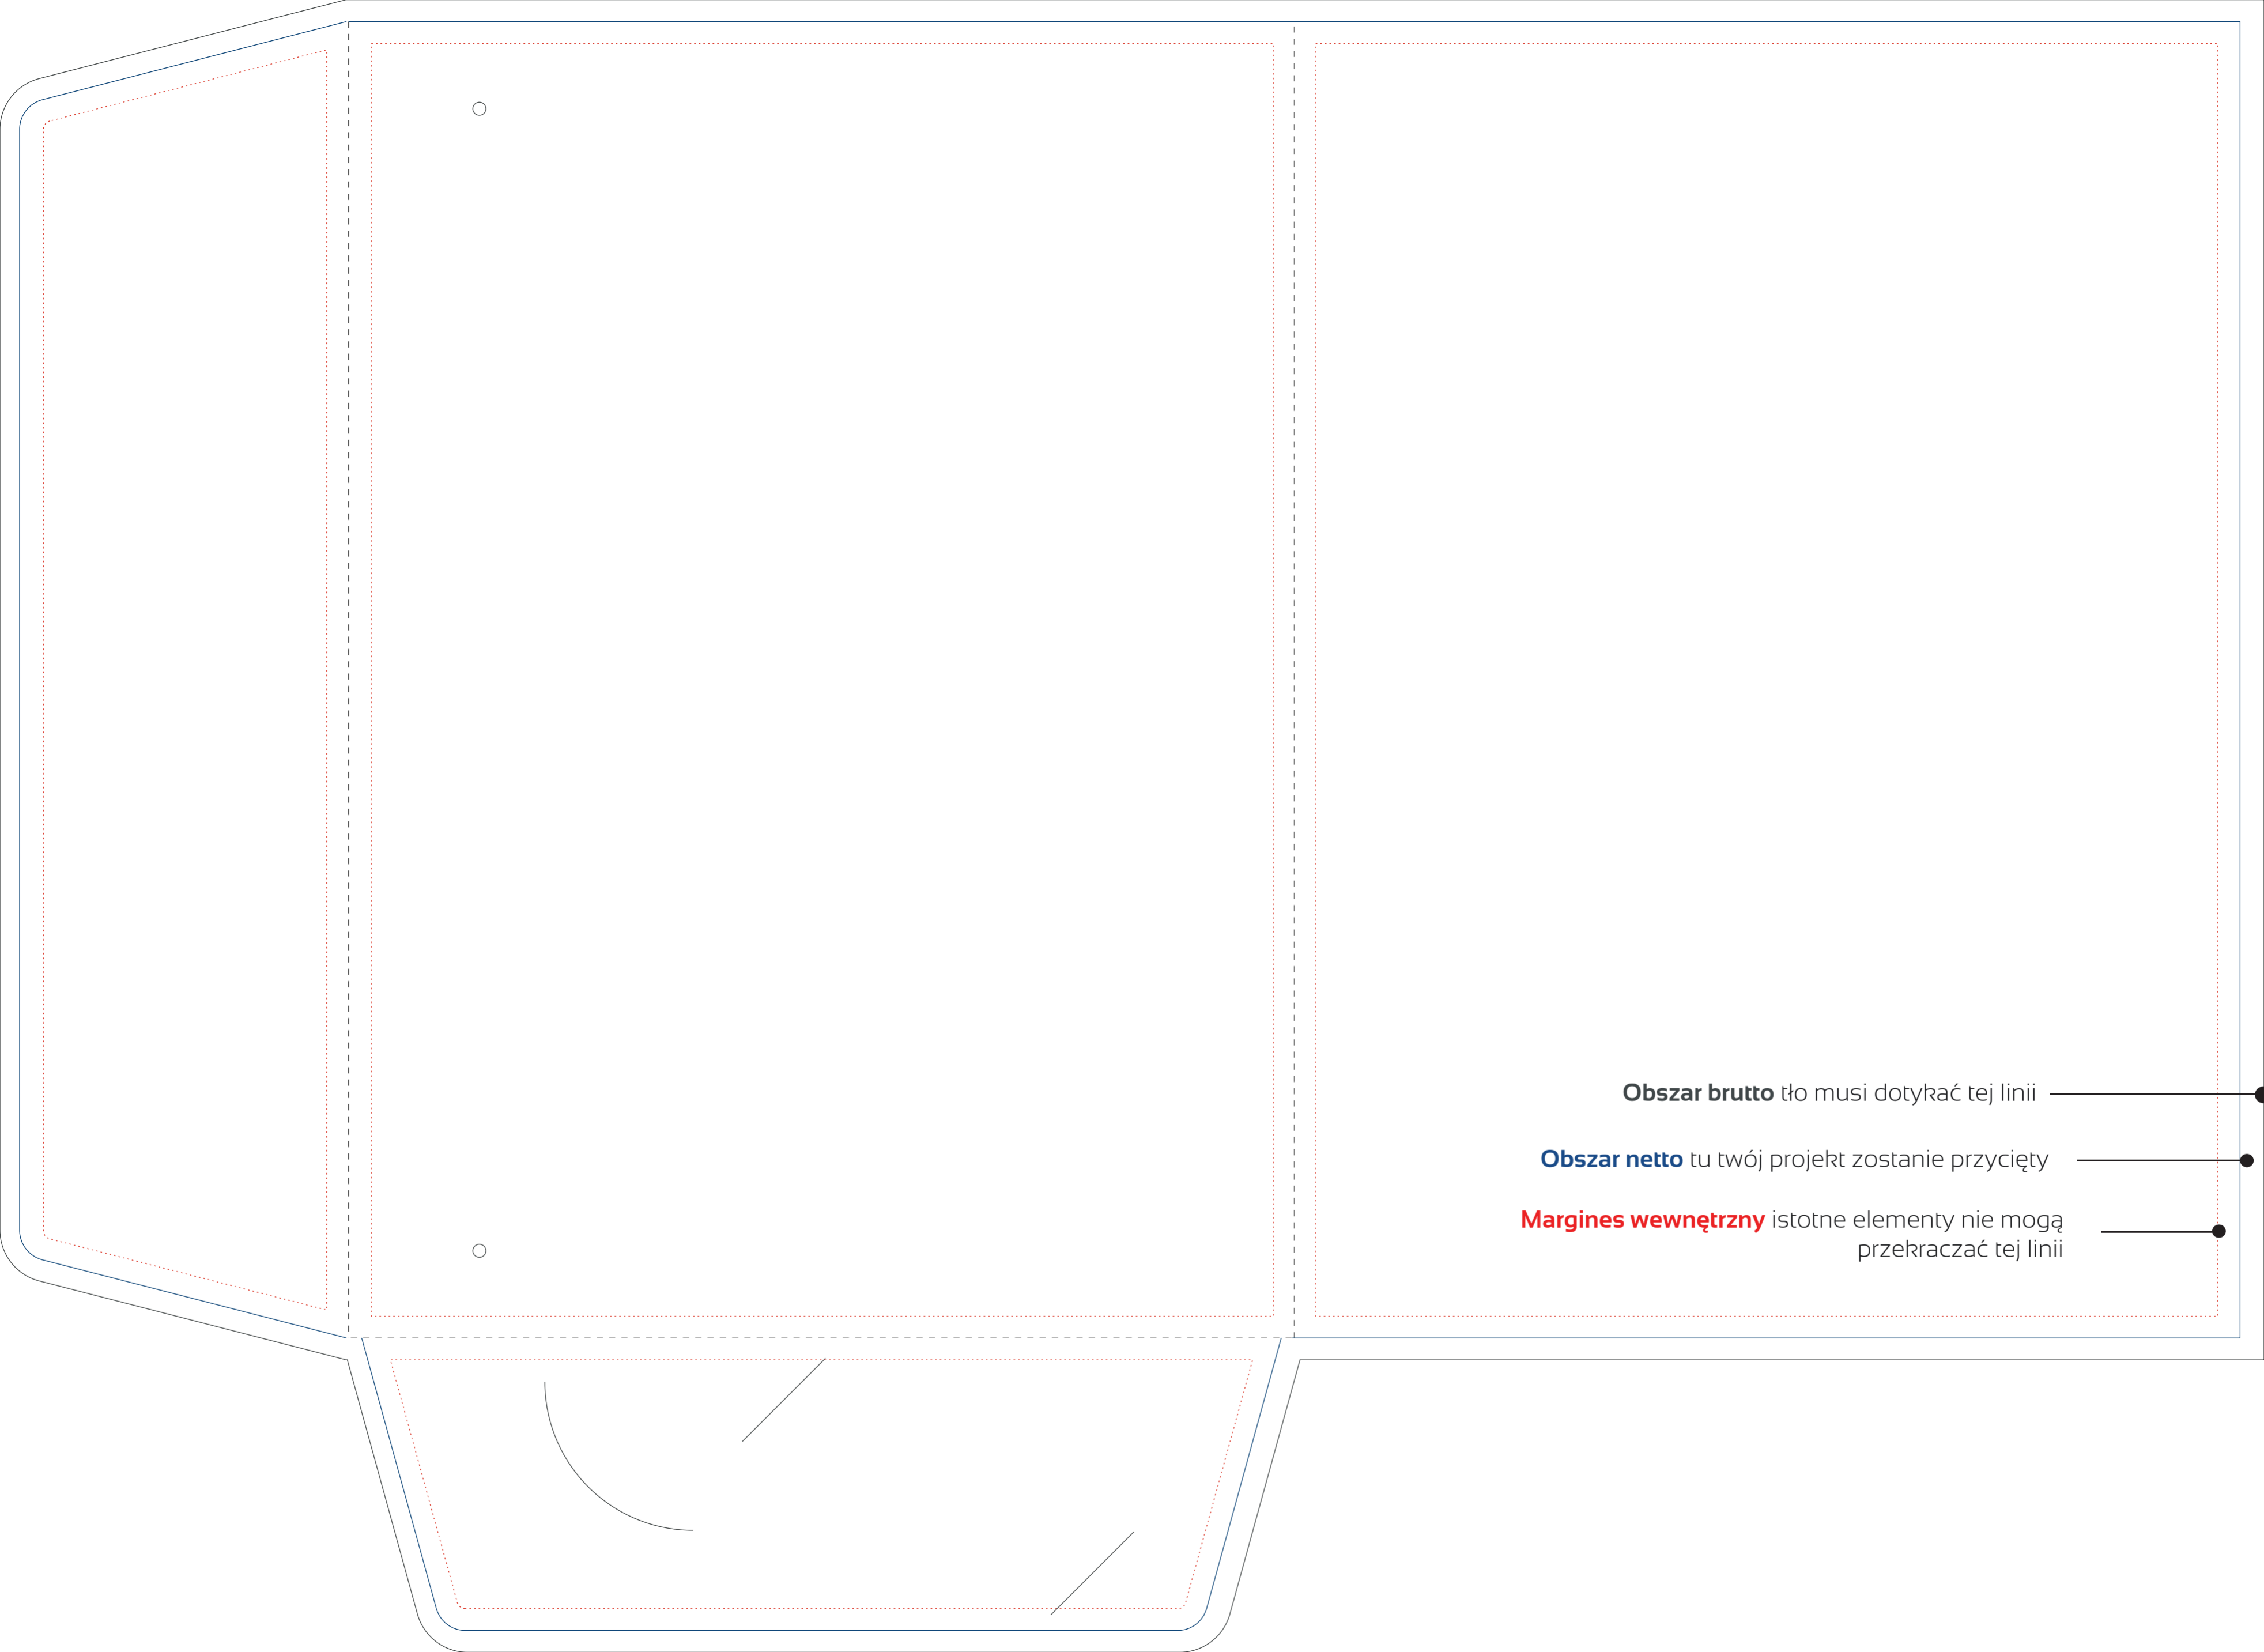 Obszar brutto tło musi dotykać tej linii
Obszar netto tu twój projekt zostanie przycięty
Margines wewnętrzny istotne elementy nie mogą
przekraczać tej linii